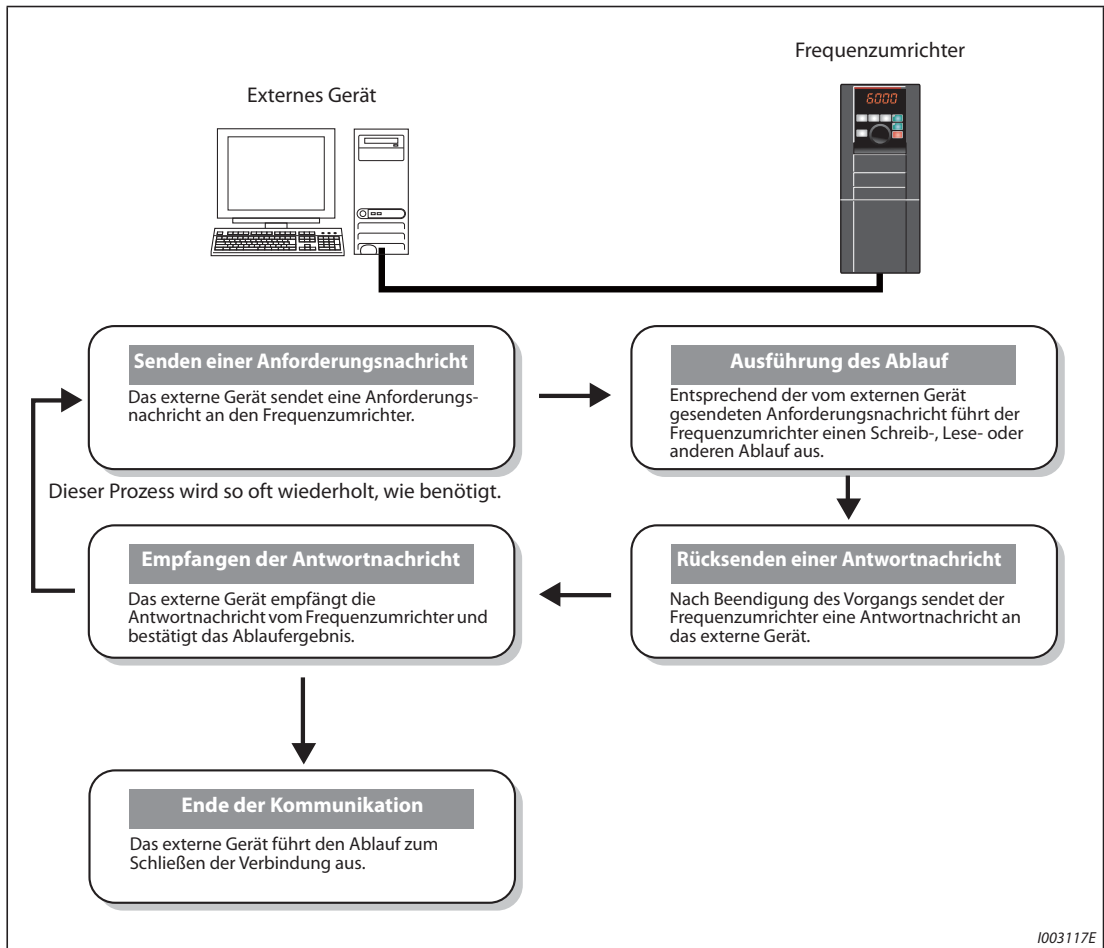 Frequenzumrichter
Externes Gerät
6000
Senden einer Anforderungsnachricht
Das externe Gerät sendet eine Anforderungs-
nachricht an den Frequenzumrichter.
Ausführung des Ablauf
Entsprechend der vom externen Gerät
gesendeten Anforderungsnachricht führt der
Frequenzumrichter einen Schreib-, Lese- oder
anderen Ablauf aus.
Dieser Prozess wird so oft wiederholt, wie benötigt.
Empfangen der Antwortnachricht
Das externe Gerät empfängt die
Antwortnachricht vom Frequenzumrichter und
bestätigt das Ablaufergebnis.
Rücksenden einer Antwortnachricht
Nach Beendigung des Vorgangs sendet der
Frequenzumrichter eine Antwortnachricht an
das externe Gerät.
Ende der Kommunikation
Das externe Gerät führt den Ablauf zum
Schließen der Verbindung aus.
I003117E